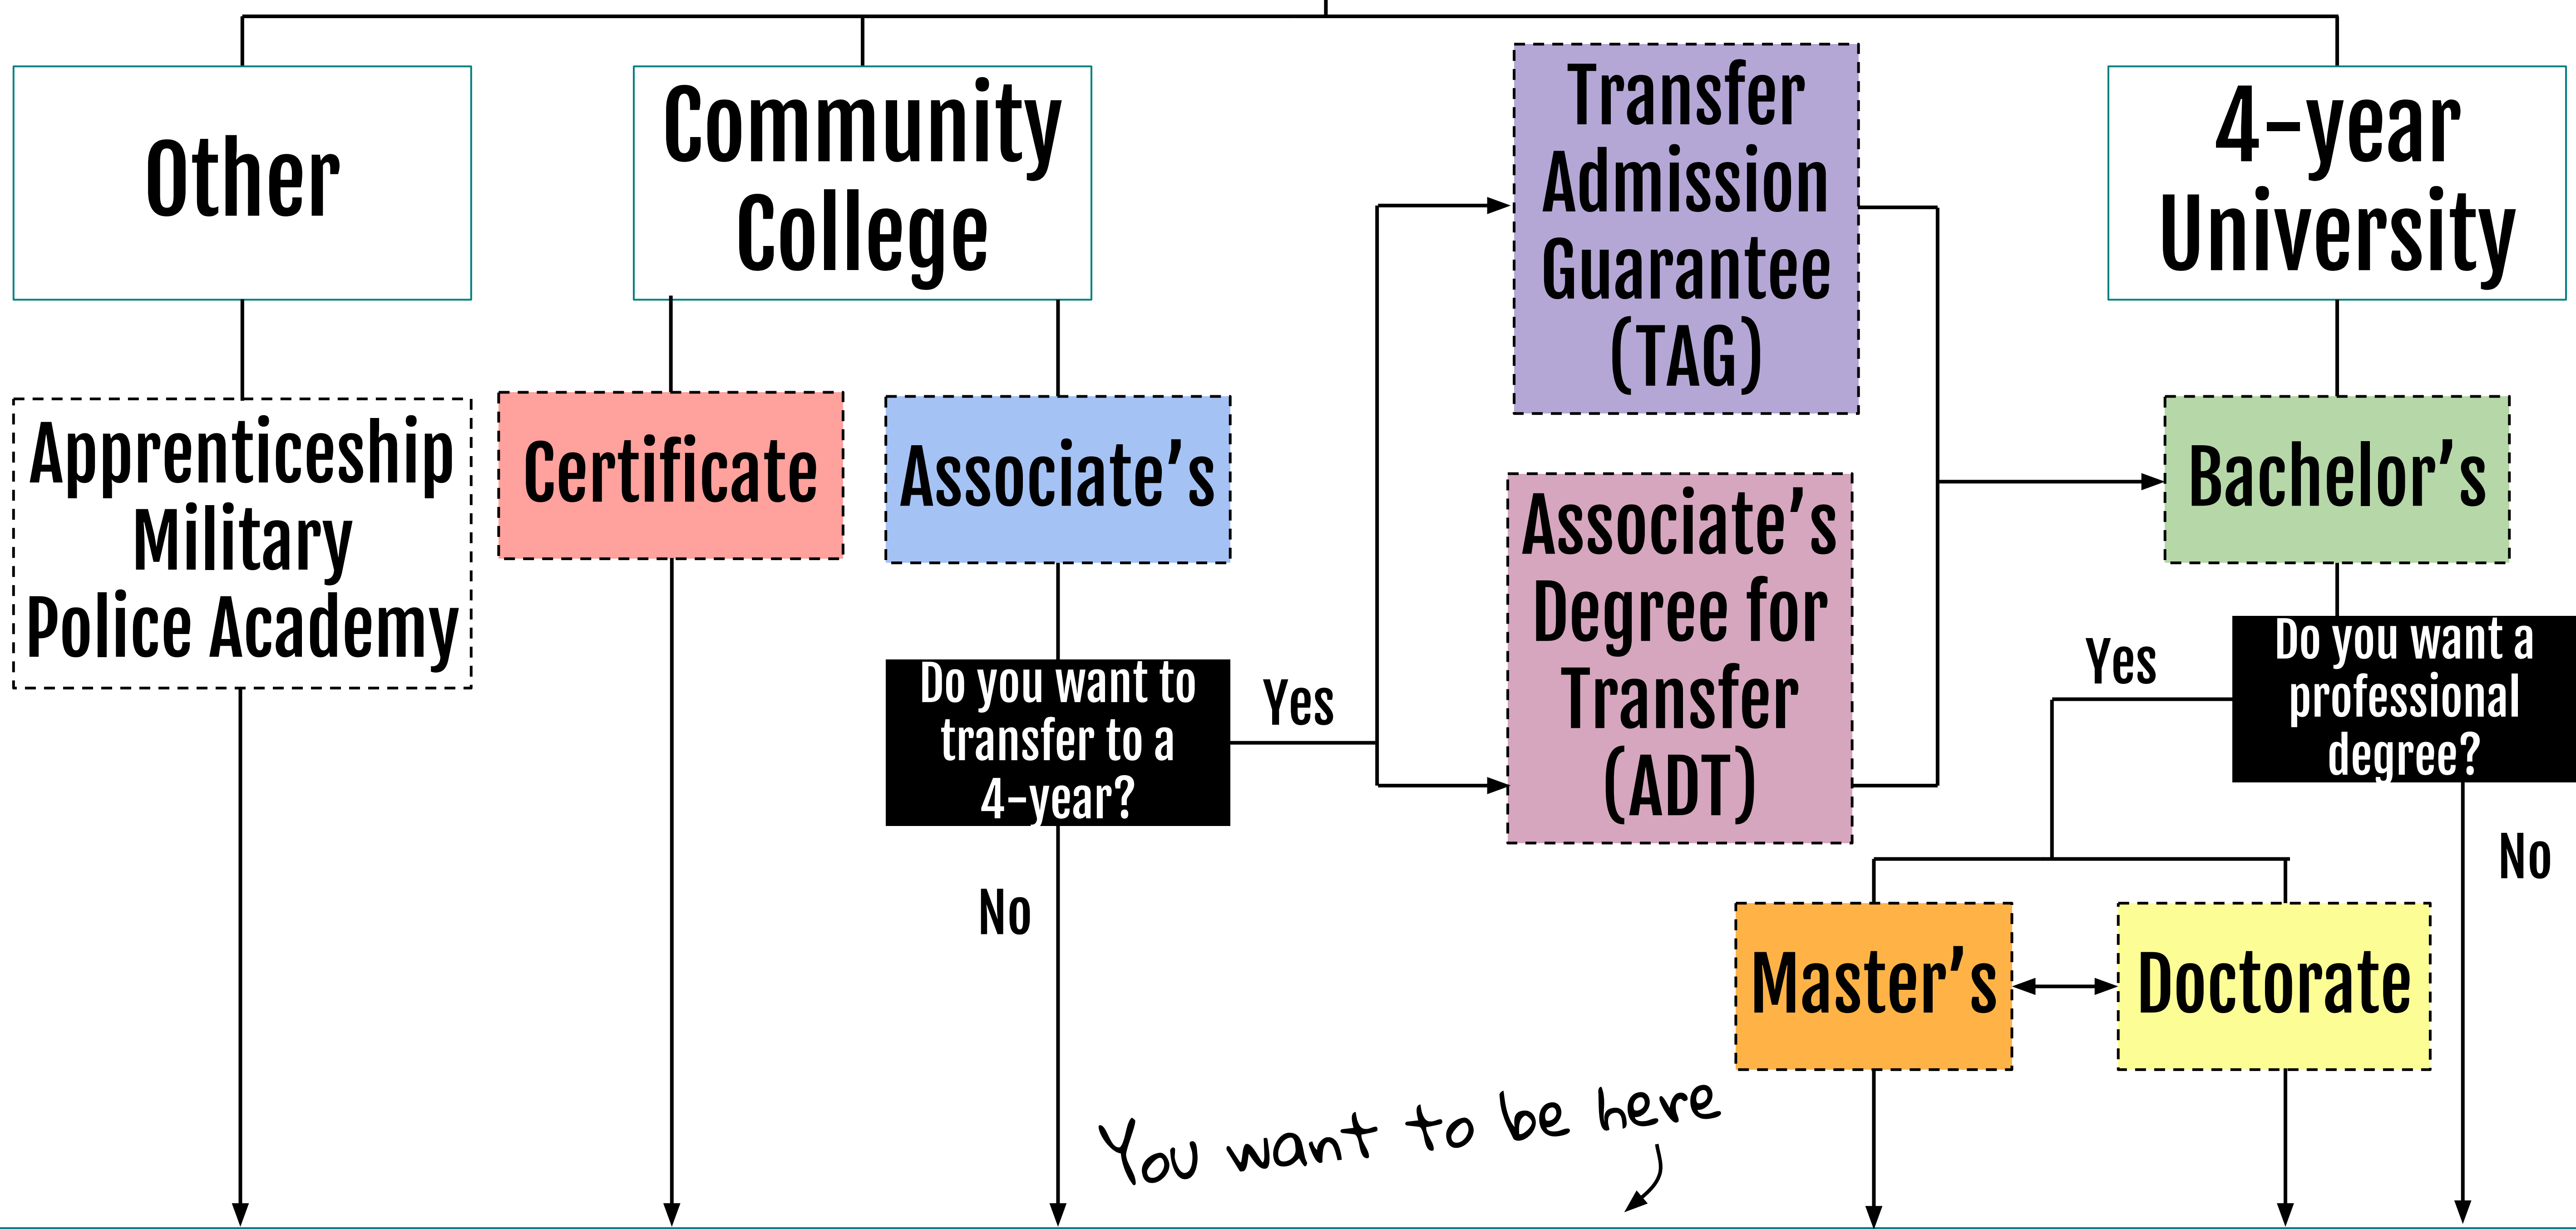 Other
Community
College
Transfer
Admission
Guarantee
(TAG)
4-year
University
Apprenticeship
Military
Police Academy
Certificate
Associate’s
Associate’s
Degree for
Transfer
(ADT)
Bachelor’s
Do you want to
transfer to a
4-year?
Yes
No
Do you want a
professional
degree?
Yes
No
Master’s
Doctorate
You want to be here